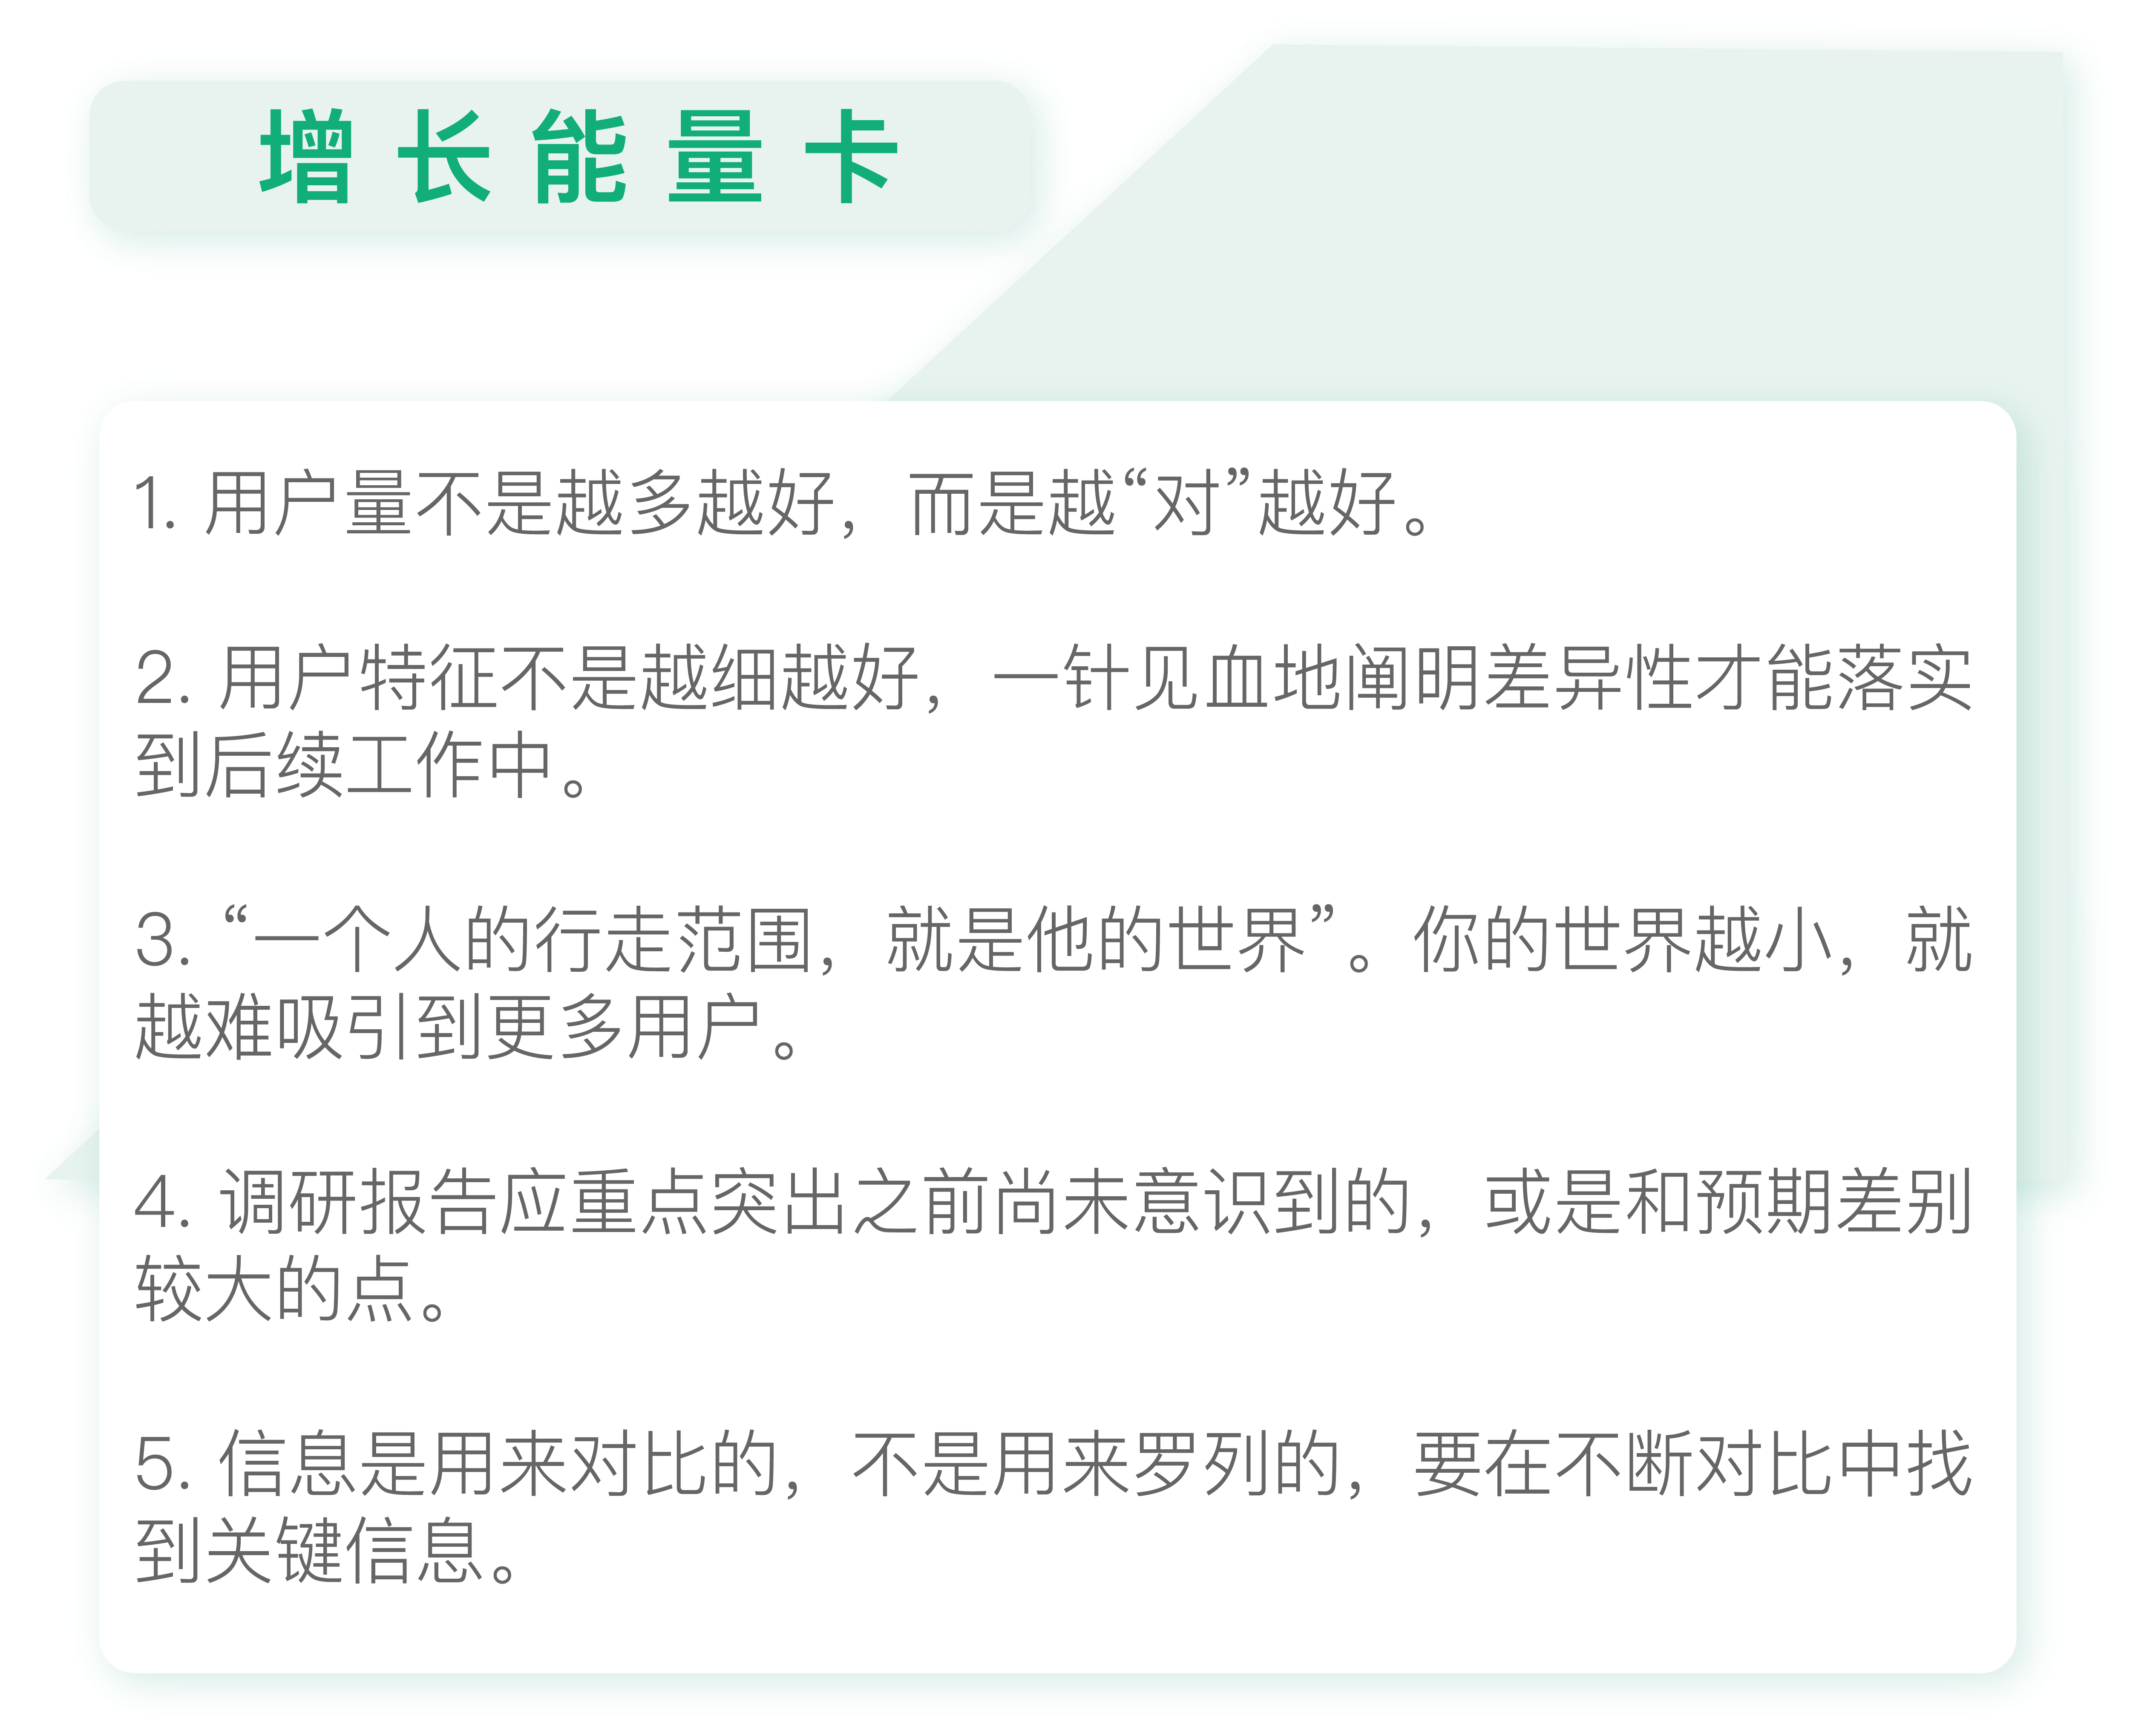 增长能量卡
1. 用户量不是越多越好，而是越“对”越好。
2. 用户特征不是越细越好，一针见血地阐明差异性才能落实
到后续工作中。
3. “一个人的行走范围，就是他的世界”。你的世界越小，就
越难吸引到更多用户。
4. 调研报告应重点突出之前尚未意识到的，或是和预期差别
较大的点。
5. 信息是用来对比的，不是用来罗列的，要在不断对比中找
到关键信息。